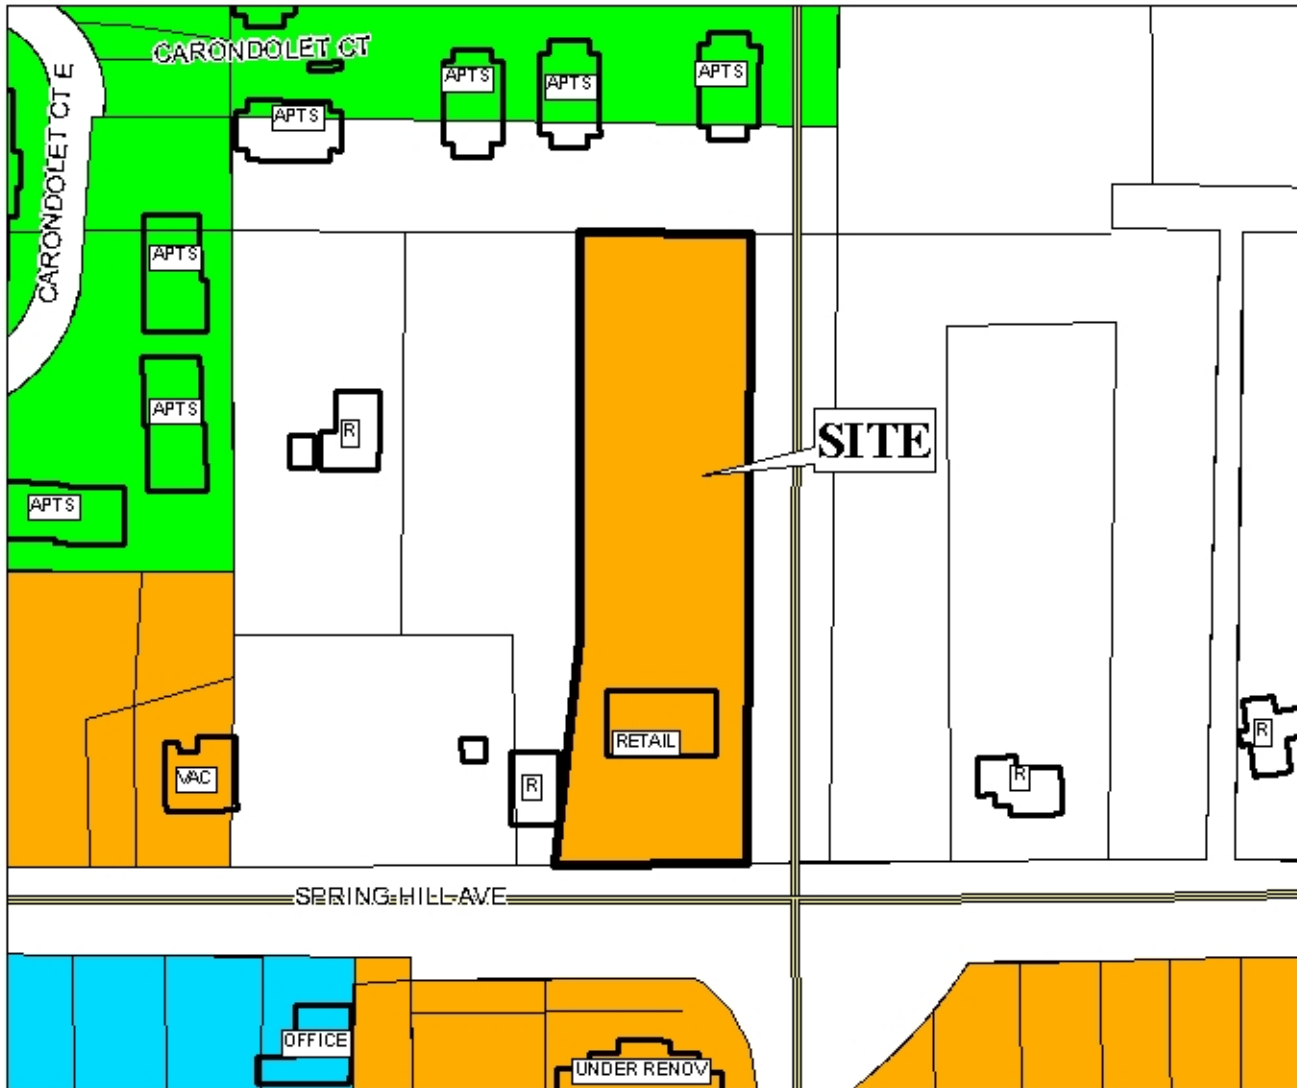 CARONDOLET CT
CARONDOLET CT E
APTS
APTS
APTS
APTS
APTS
APTS
APTS
R
SITE
RETAIL
VAC
R
R
R
SPRING HILL AVE
OFFICE
UNDER RENOV